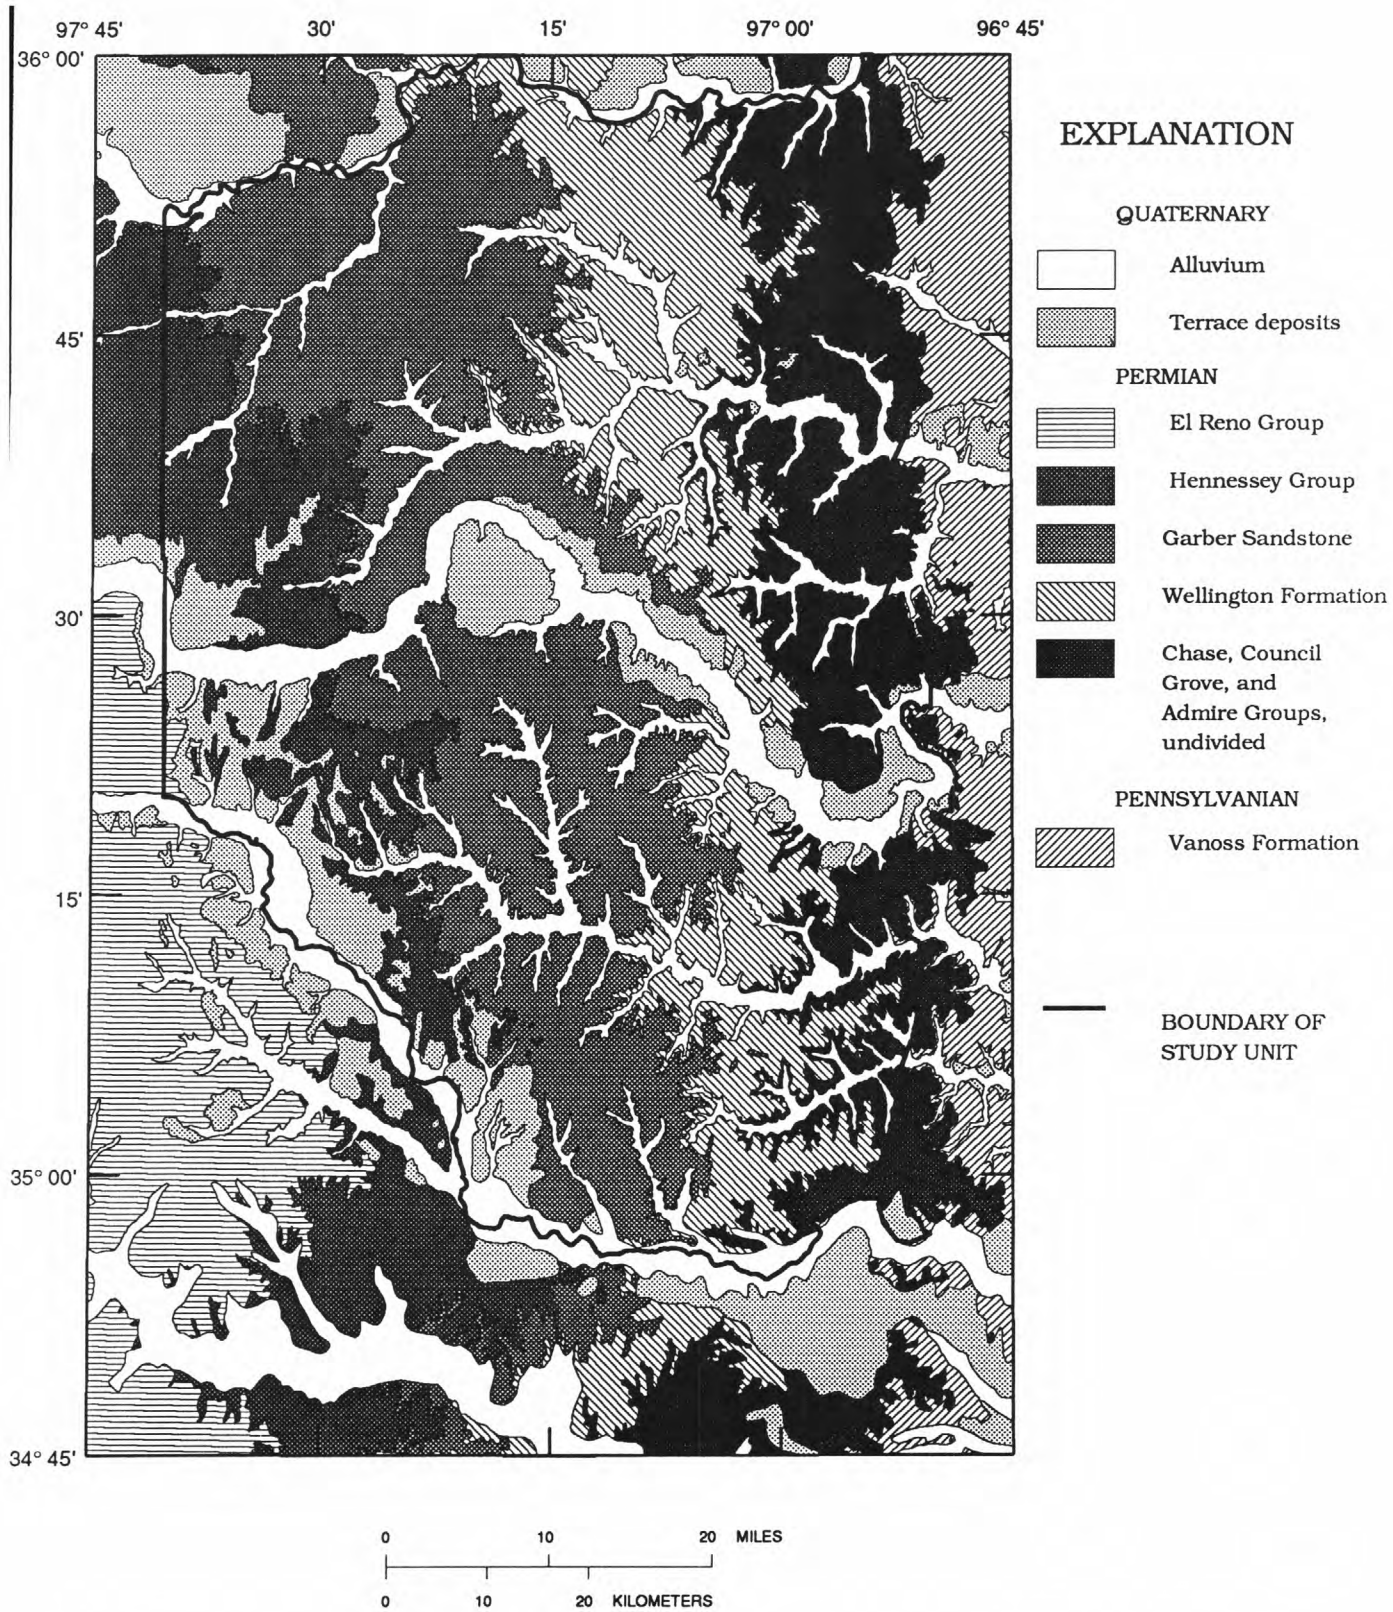 97° 45' 30' 15' 97° 00' 96° 45'
36° 00'
45'
30'
15'
35° 00'
34° 45'
EXPLANATION
QUATERNARY
Alluvium
Terrace deposits
PERMIAN
El Reno Group
Hennessey Group
Garber Sandstone
Wellington Formation
Chase, Council
Grove, and
Admire Groups,
undivided
PENNSYLVANIAN
Vanoss Formation
BOUNDARY OF
STUDY UNIT
0 10 20 MILES
0 10 20 KILOMETERS